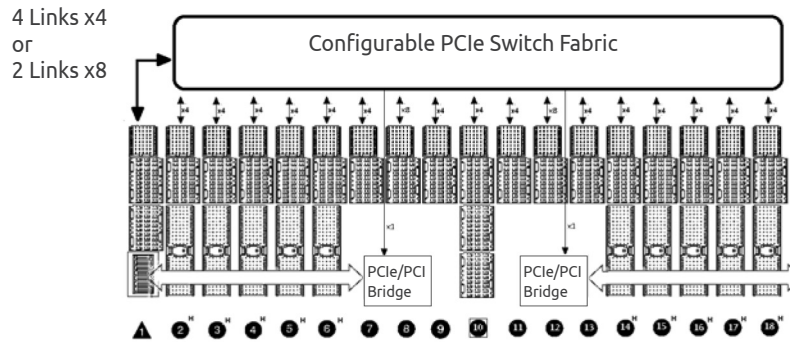 4 Links x4
or
2 Links x8
Configurable PCIe Switch Fabric
x4 x4 x4 x4 x4 x4 x8 x4 x4 x4 x8 x4 x4 x4 x4 x4 x4
x1 x1
PCIe/PCI
Bridge
PCIe/PCI
Bridge
H H H H H H H H H H
1 2 3 4 5 6 7 8 9 10 11 12 13 14 15 16 17 18